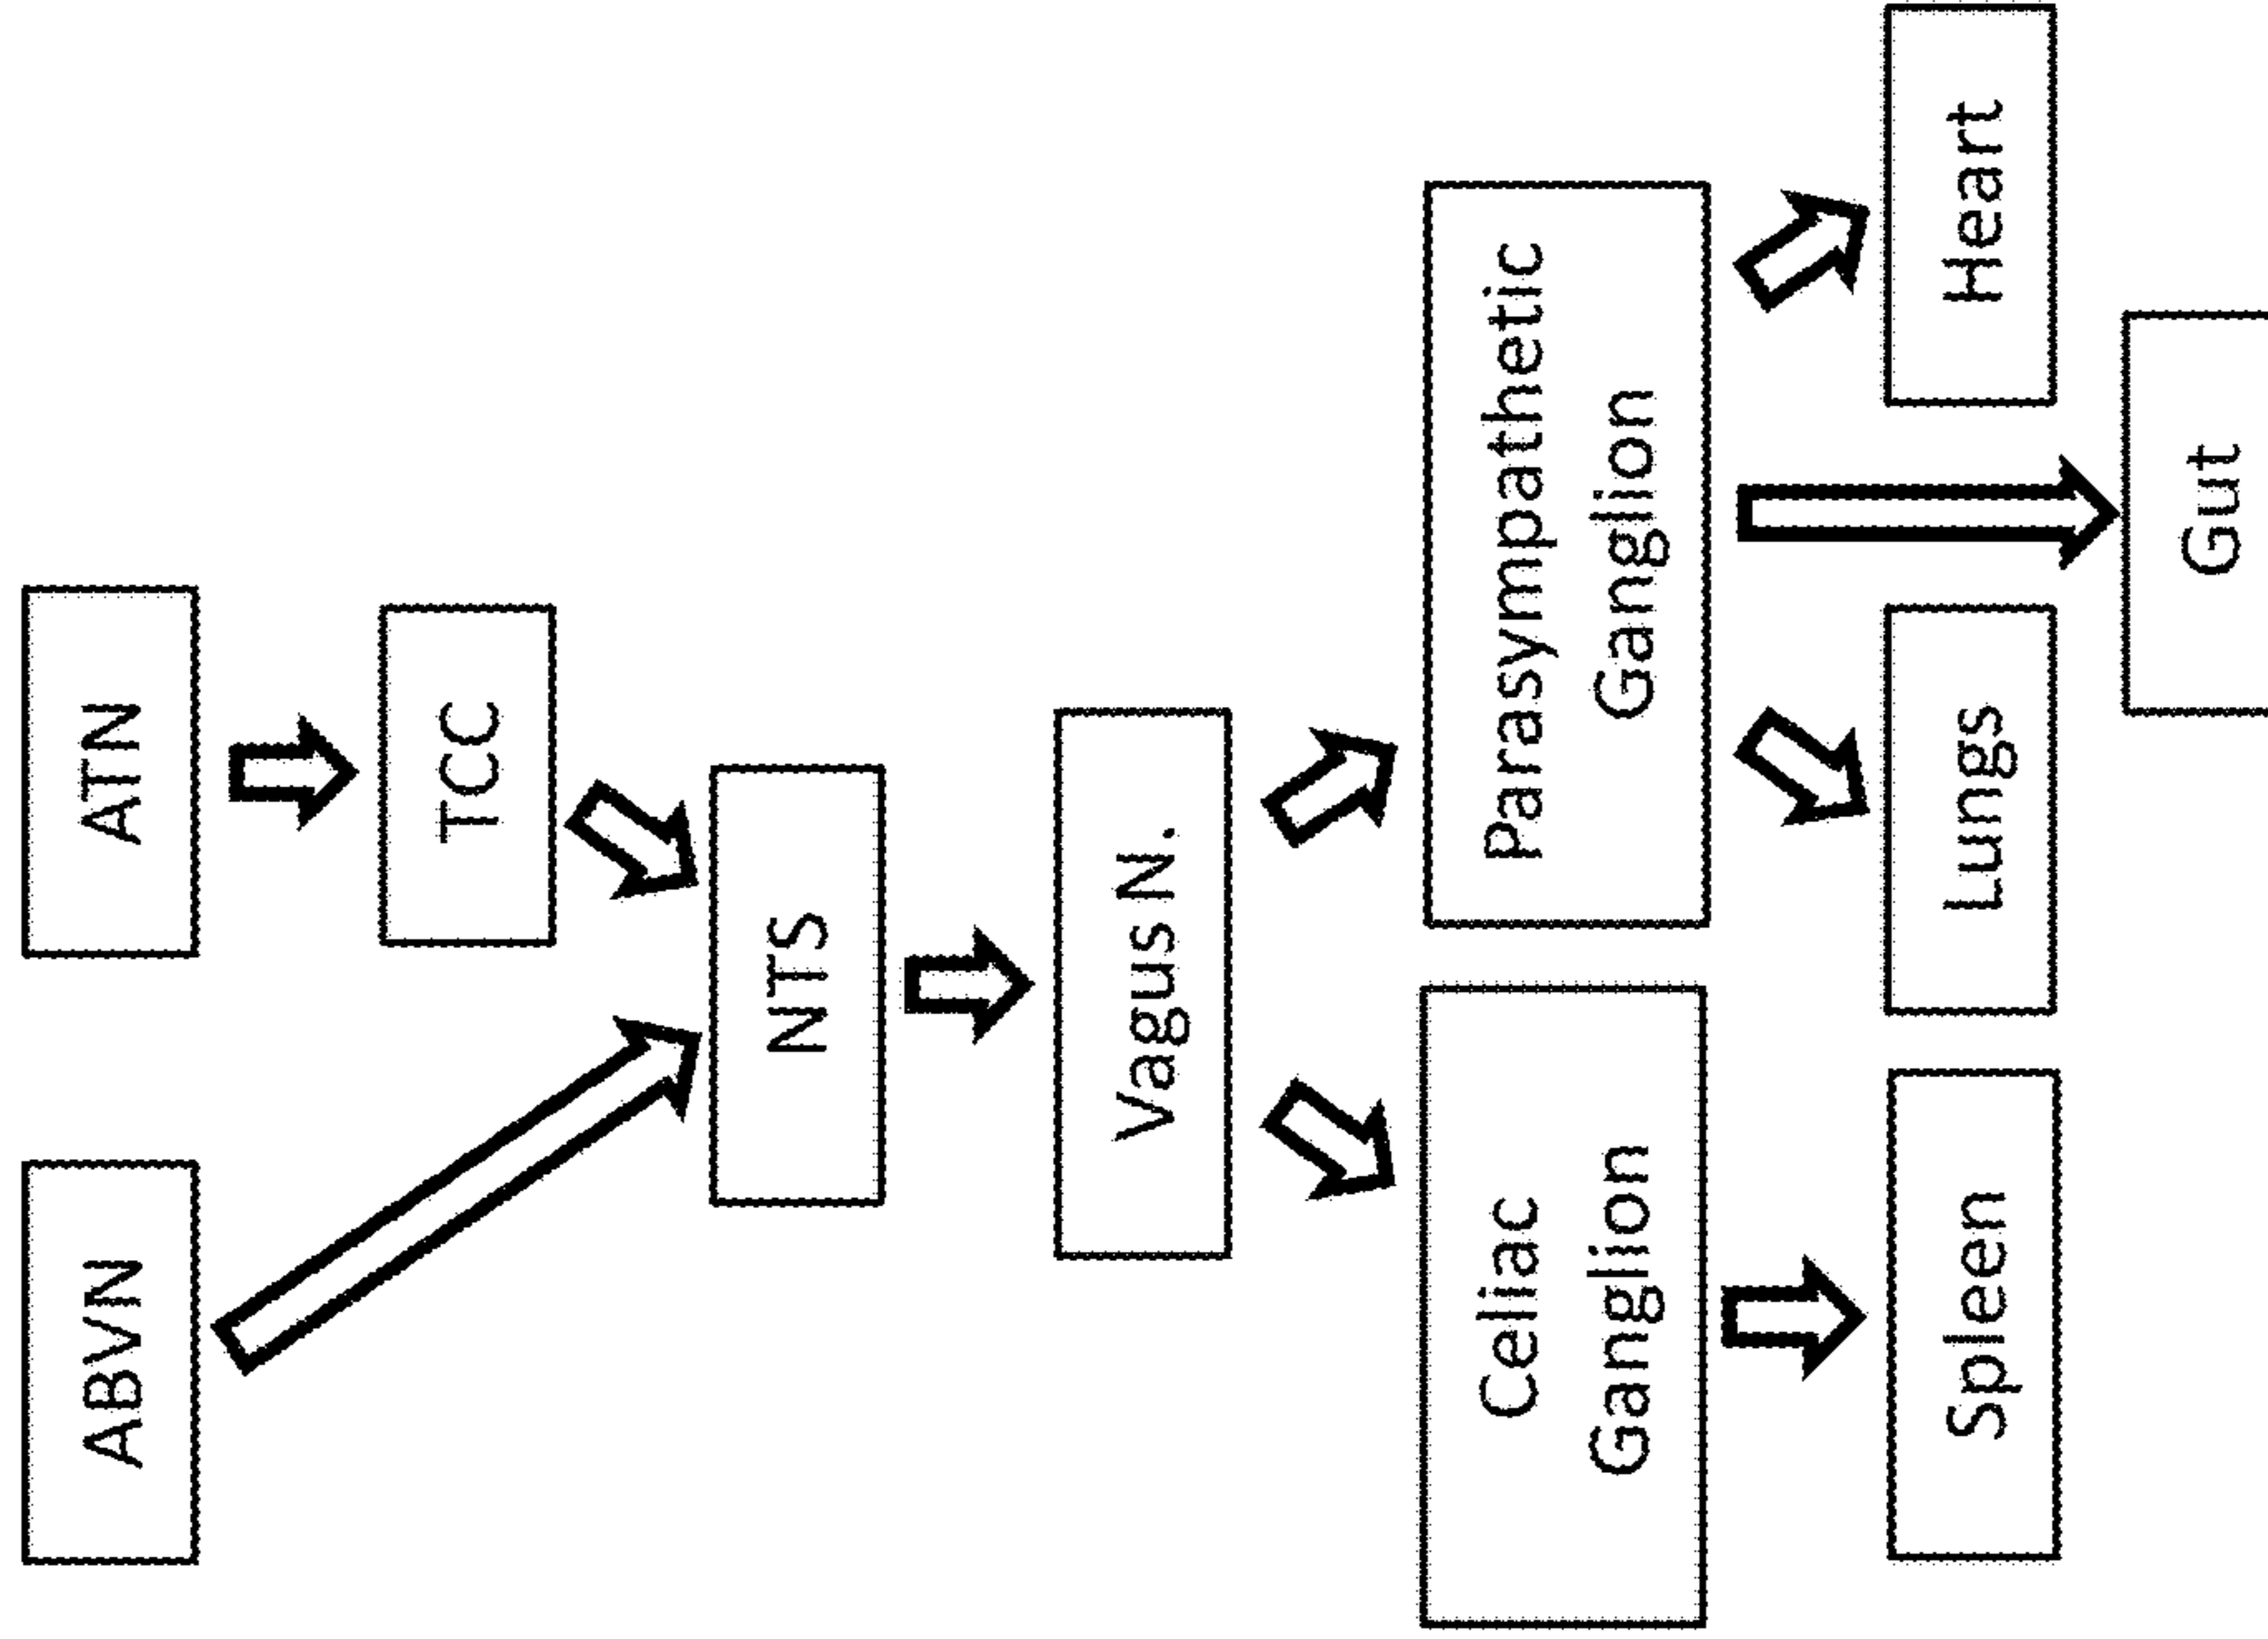 ABVN
ATN
TCC
NTS
Vagus N.
Celiac
Ganglion
Parasympathetic
Ganglion
Spleen
Lungs
Heart
Gut